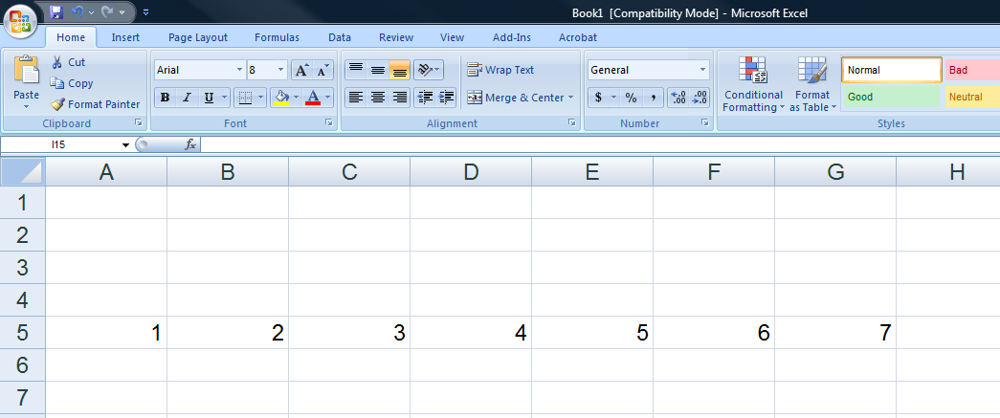 Book1 [Compatibility Mode] - Microsoft Excel
Home Insert Page Layout Formulas Data Review View Add-Ins Acrobat
Paste
Cut
Copy
Format Painter
Clipboard
Arial 8 A A
B I U A
Font
Wrap Text
Merge & Center
Alignment
General
$ % , .00 .0 .00
Number
Conditional Formatting
Format as Table
Normal Bad
Good Neutral
Styles
I15 fx
A B C D E F G H
1
2
3
4
5 1 2 3 4 5 6 7
6
7